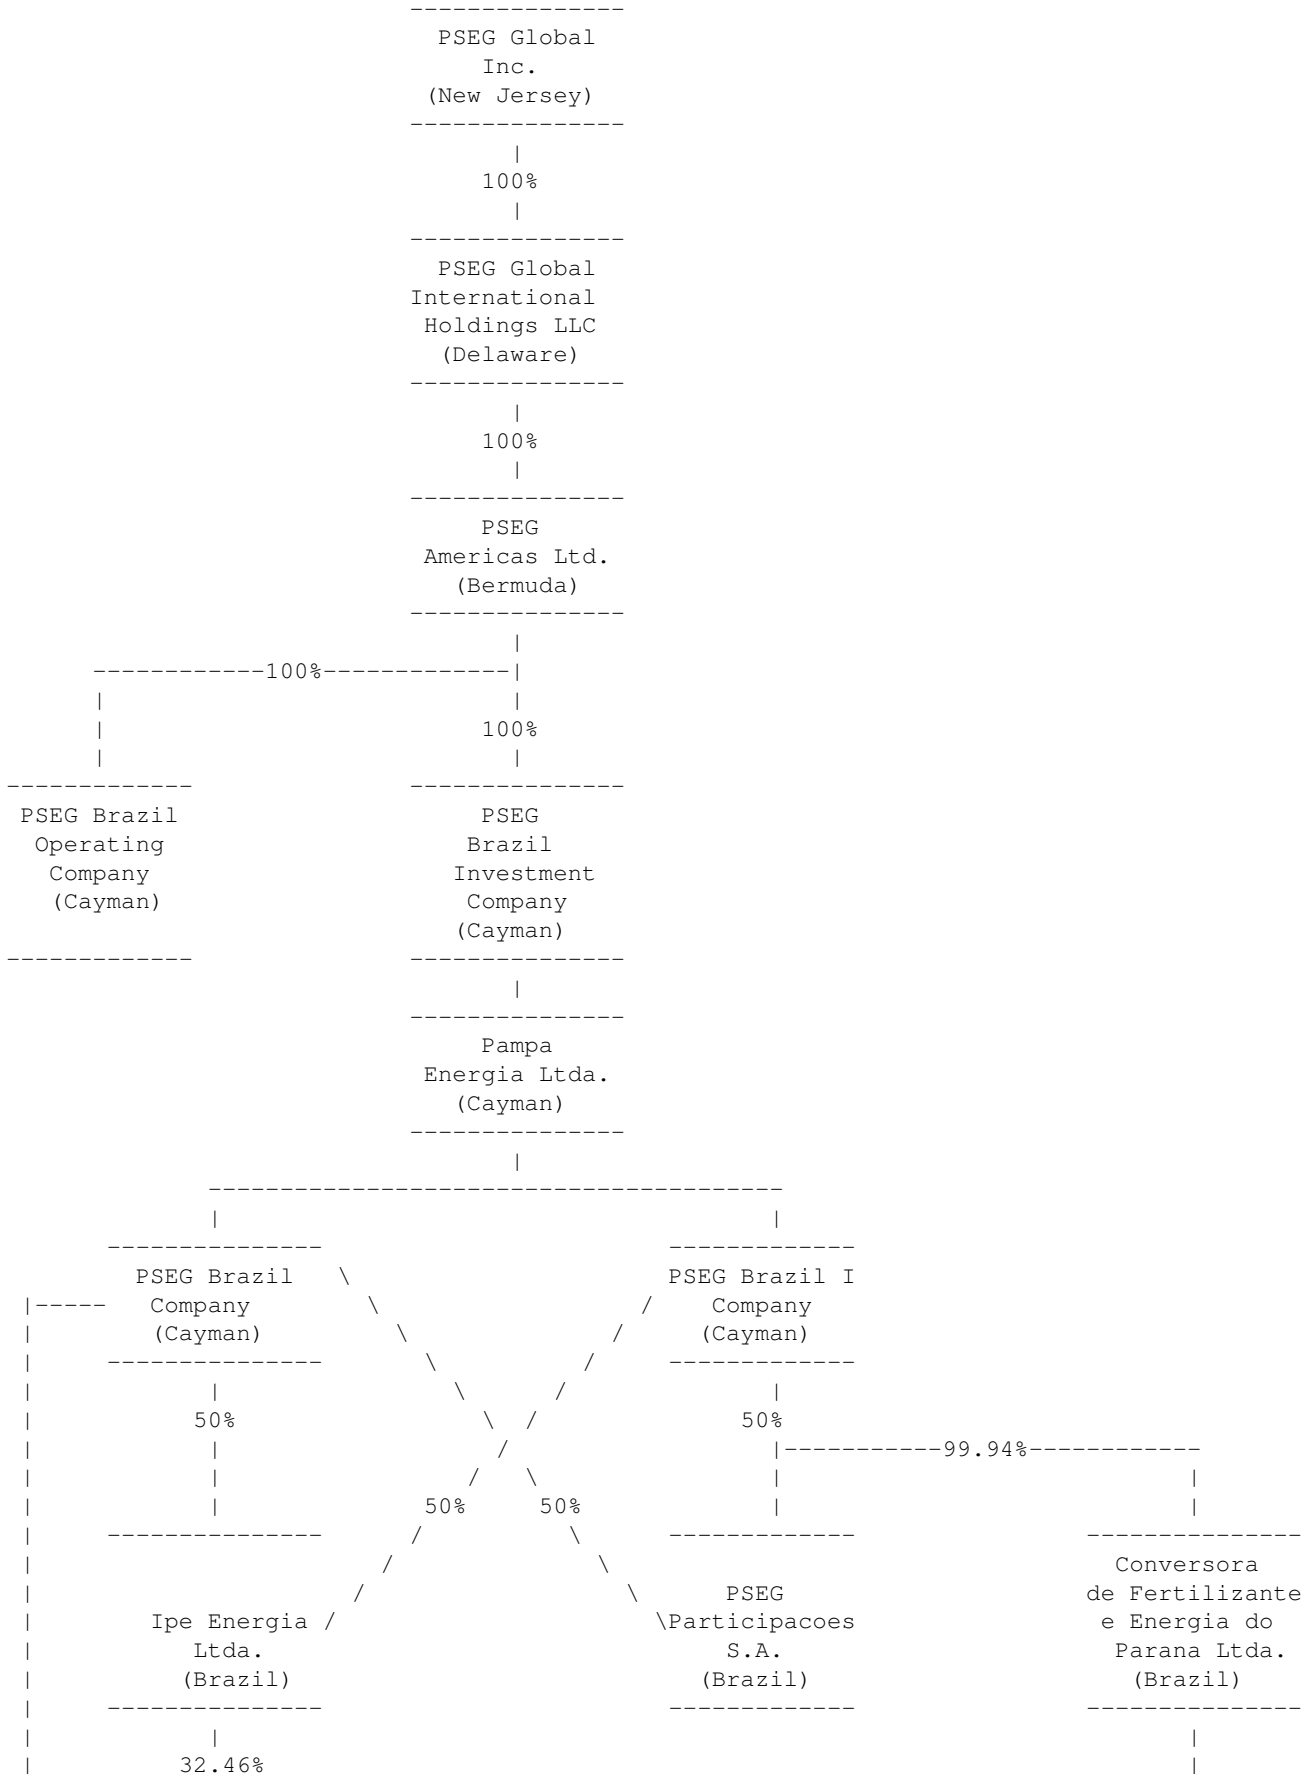 ---------------
PSEG Global
Inc.
(New Jersey)
---------------
|
100%
|
---------------
PSEG Global
International
Holdings LLC
(Delaware)
---------------
|
100%
|
---------------
PSEG
Americas Ltd.
(Bermuda)
---------------
|
------------100%-------------|
| |
| 100%
| |
------------- ---------------
PSEG Brazil PSEG
Operating Brazil
Company Investment
(Cayman) Company
(Cayman)
------------- ---------------
|
---------------
Pampa
Energia Ltda.
(Cayman)
---------------
|
----------------------------------------
| |
--------------- -------------
PSEG Brazil \ PSEG Brazil I
|----- Company \ / Company
| (Cayman) \ / (Cayman)
| --------------- \ / -------------
| | \ / |
| 50% \ / 50%
| | / |-----------99.94%------------
| | / \ | |
| | 50% 50% | |
| --------------- / \ ------------- ---------------
| / \ Conversora
| / \ PSEG de Fertilizante
| Ipe Energia / \Participacoes e Energia do
| Ltda. S.A. Parana Ltda.
| (Brazil) (Brazil) (Brazil)
| --------------- ------------- ---------------
| | |
| 32.46% |